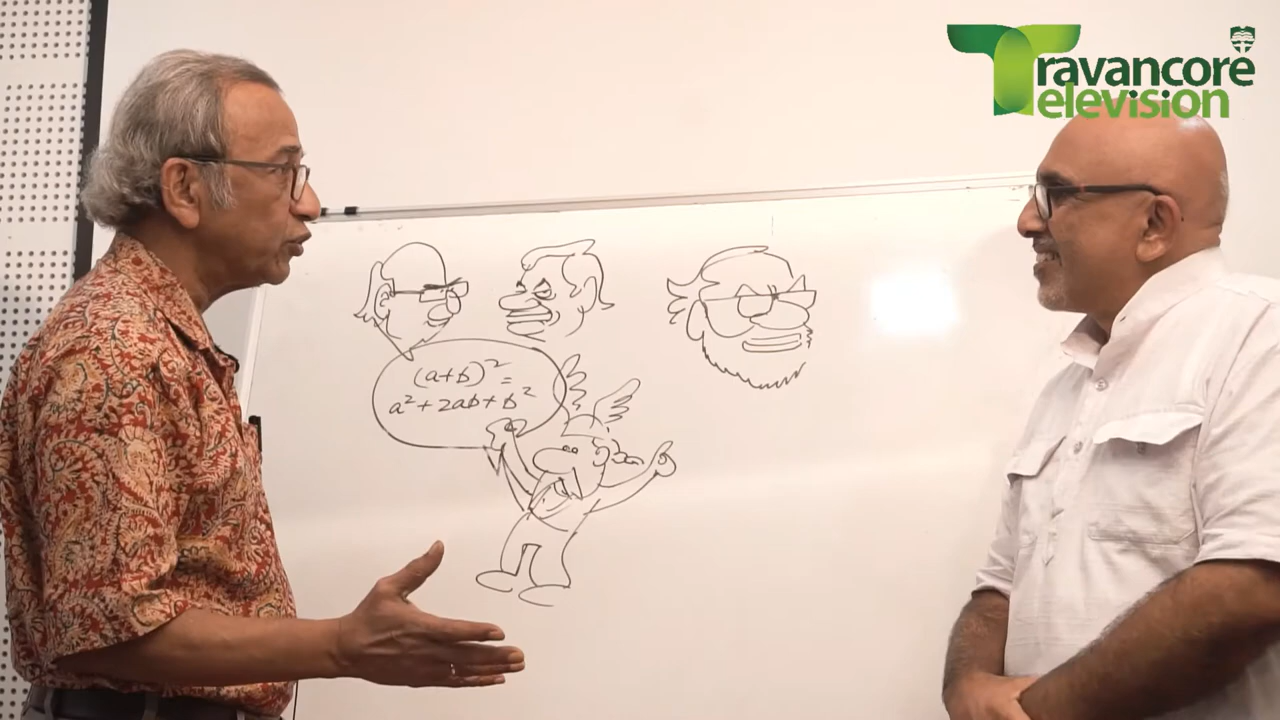 Travancore
Television
(a+b)² =
a²+2ab+b²